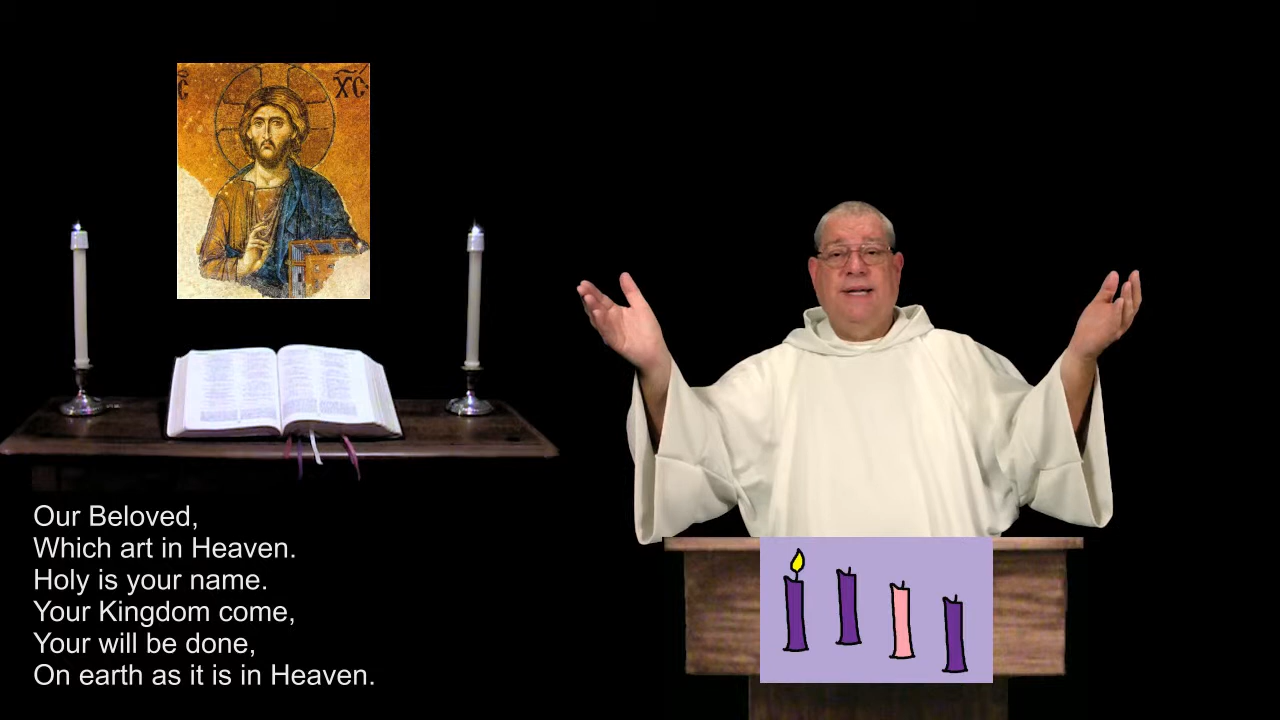 C
XC
Our Beloved,
Which art in Heaven.
Holy is your name.
Your Kingdom come,
Your will be done,
On earth as it is in Heaven.